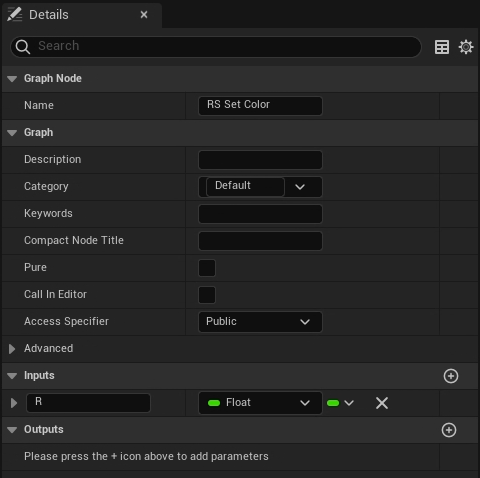 Details
Search
Graph Node
Name RS Set Color
Graph
Description
Category Default
Keywords
Compact Node Title
Pure
Call In Editor
Access Specifier Public
Advanced
Inputs
R Float
Outputs
Please press the + icon above to add parameters